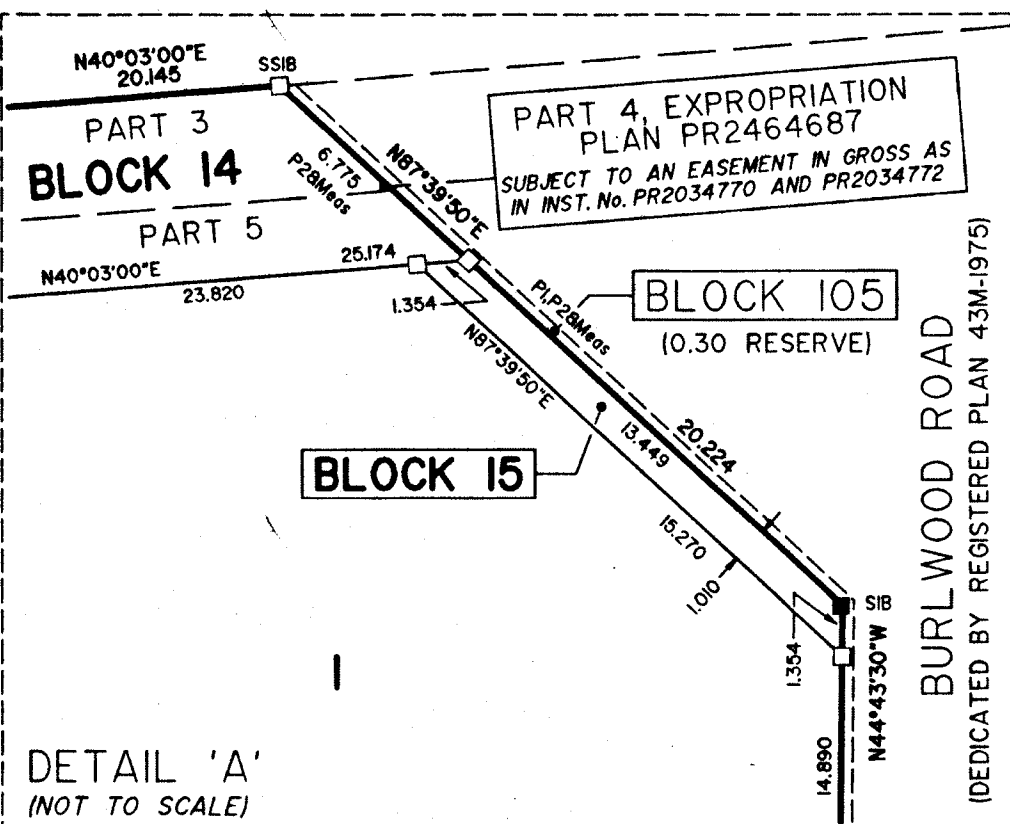 N40°03'00"E
20.145
SSIB
PART 3
BLOCK 14
6.775
P28Meas
N87°39'50"E
PART 4, EXPROPRIATION
PLAN PR2464687
SUBJECT TO AN EASEMENT IN GROSS AS
IN INST. No. PR2034770 AND PR2034772
PART 5
N40°03'00"E
25.174
23.820
1.354
N87°39'50"E
P1,P28Meas
BLOCK 105
(0.30 RESERVE)
20.224
13.449
BLOCK 15
15.270
1.010
1.354
SIB
N44°43'30"W
14.890
BURLWOOD ROAD
(DEDICATED BY REGISTERED PLAN 43M-1975)
1
DETAIL 'A'
(NOT TO SCALE)